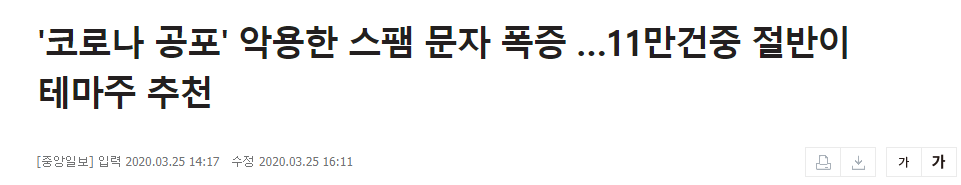 '코로나 공포' 악용한 스팸 문자 폭증 ...11만건중 절반이
테마주 추천
[중앙일보] 입력 2020.03.25 14:17 수정 2020.03.25 16:11 가 가